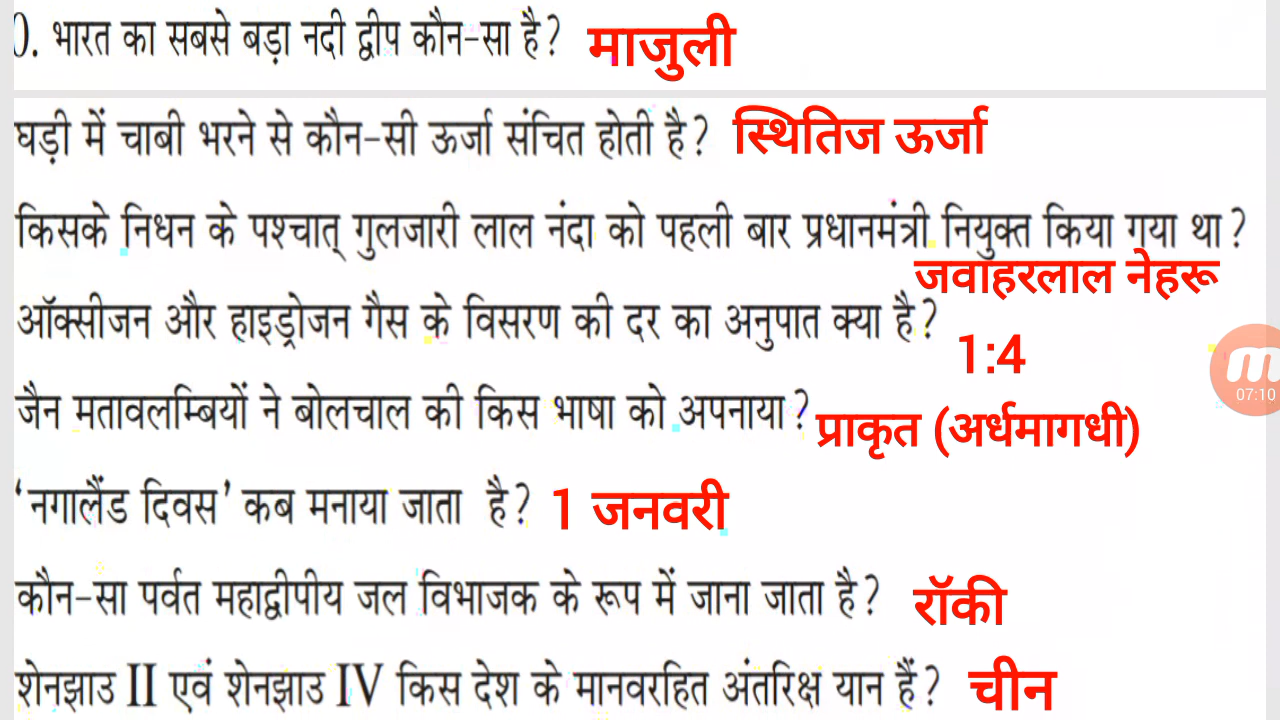 0. भारत का सबसे बड़ा नदी द्वीप कौन-सा है? माजुली
घड़ी में चाबी भरने से कौन-सी ऊर्जा संचित होती है? स्थितिज ऊर्जा
किसके निधन के पश्चात् गुलजारी लाल नंदा को पहली बार प्रधानमंत्री नियुक्त किया गया था?
जवाहरलाल नेहरू
ऑक्सीजन और हाइड्रोजन गैस के विसरण की दर का अनुपात क्या है?
1:4
जैन मतावलम्बियों ने बोलचाल की किस भाषा को अपनाया? प्राकृत (अर्धमागधी)
'नगालैंड दिवस' कब मनाया जाता है? 1 जनवरी
कौन-सा पर्वत महाद्वीपीय जल विभाजक के रूप में जाना जाता है? रॉकी
शेनझाउ II एवं शेनझाउ IV किस देश के मानवरहित अंतरिक्ष यान हैं? चीन
07:10